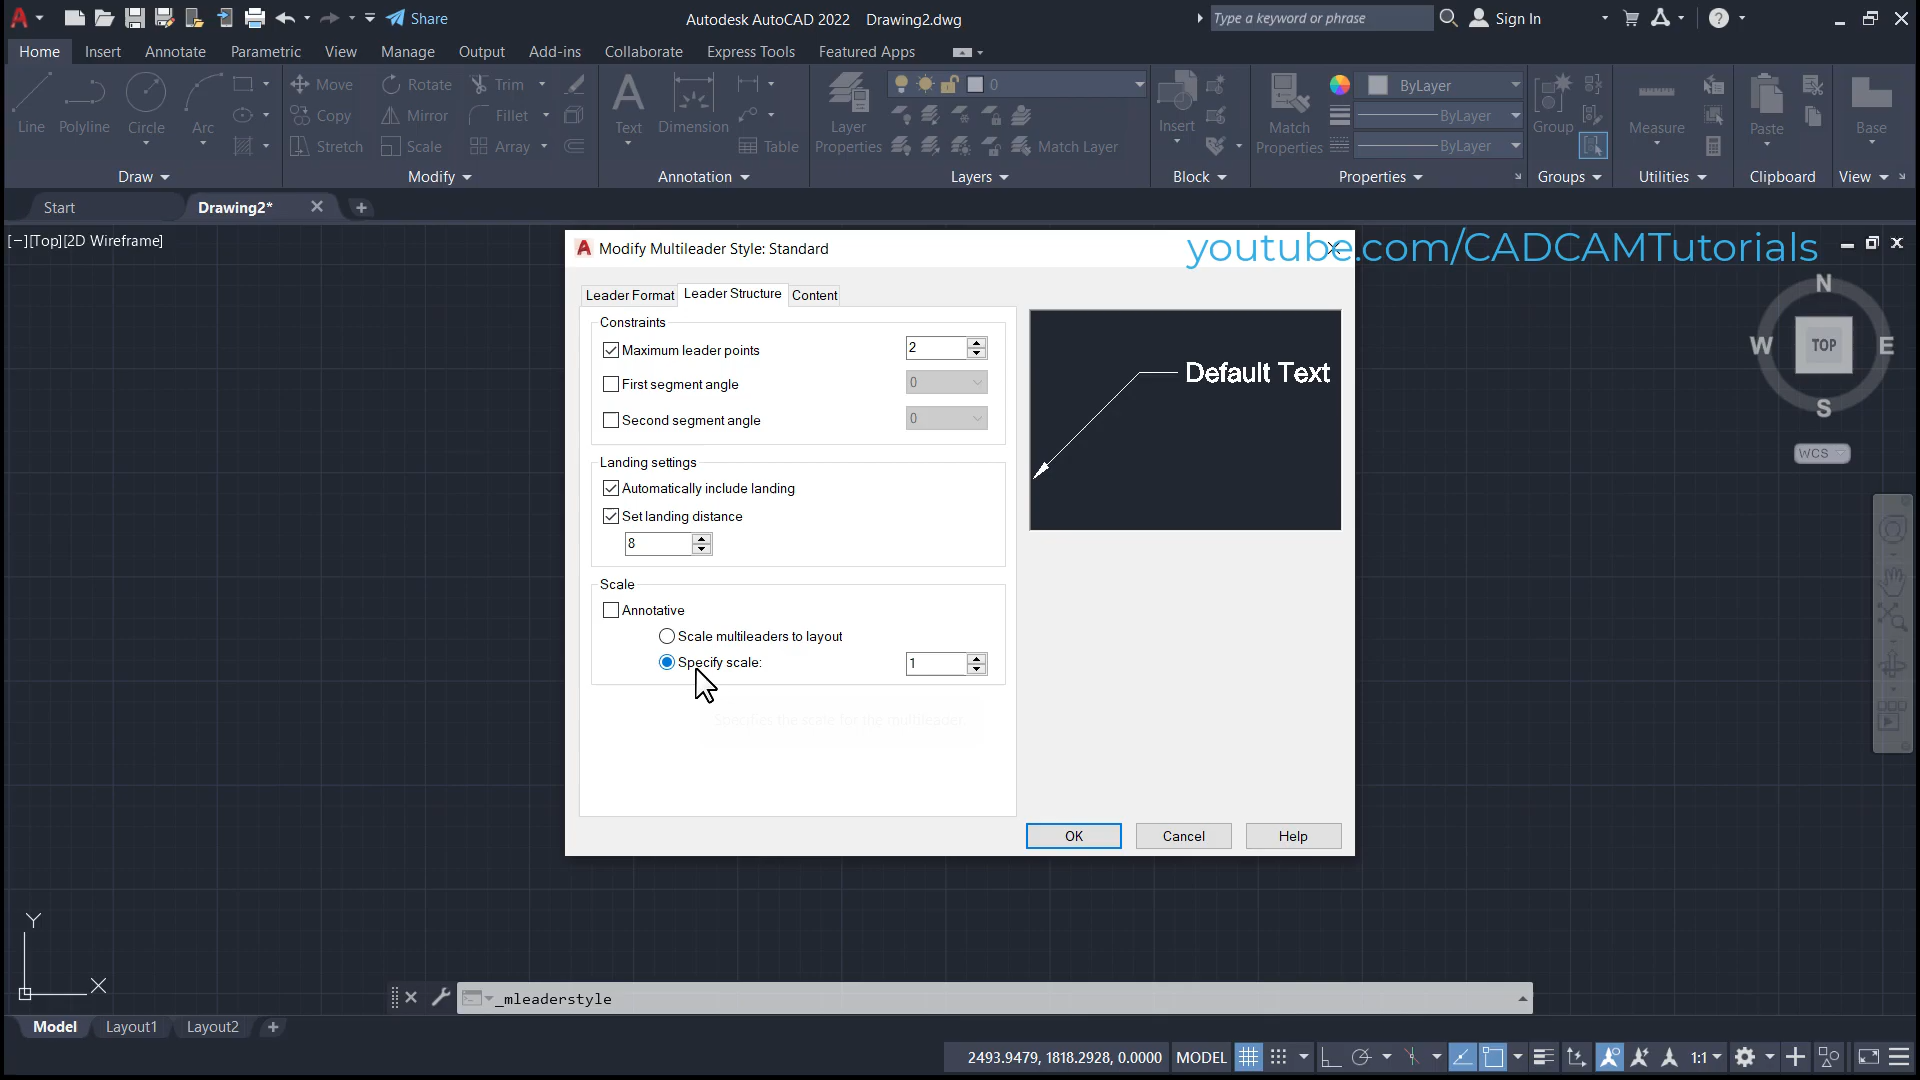 Share
Autodesk AutoCAD 2022 Drawing2.dwg
Type a keyword or phrase
Sign In
Home Insert Annotate Parametric View Manage Output Add-ins Collaborate Express Tools Featured Apps
Line Polyline Circle Arc
Draw
Move Rotate Trim
Copy Mirror Fillet
Stretch Scale Array
Modify
Text Dimension Table
Annotation
Layer Properties
0
Match Layer
Layers
Insert
Block
Match Properties
ByLayer
ByLayer
ByLayer
Properties
Group
Groups
Measure
Utilities
Paste
Clipboard
Base
View
Start Drawing2*
[−][Top][2D Wireframe]
youtube.com/CADCAMTutorials
Modify Multileader Style: Standard
Leader Format Leader Structure Content
Constraints
Maximum leader points 2
First segment angle 0
Second segment angle 0
Landing settings
Automatically include landing
Set landing distance
8
Scale
Annotative
Scale multileaders to layout
Specify scale: 1
Default Text
OK Cancel Help
N
W TOP E
S
WCS
Y
X
_mleaderstyle
Model Layout1 Layout2
2493.9479, 1818.2928, 0.0000 MODEL 1:1